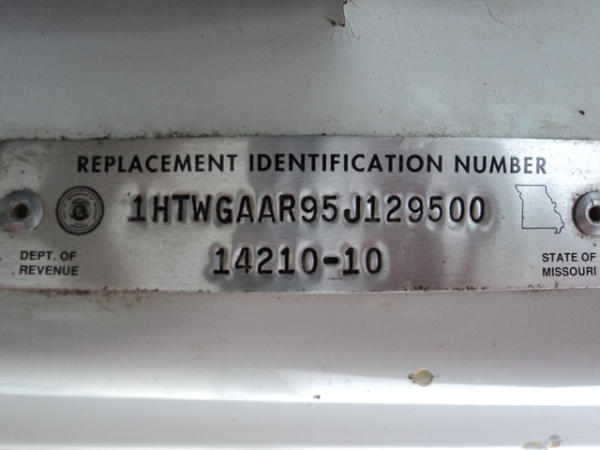 REPLACEMENT IDENTIFICATION NUMBER
1HTWGAAR95J129500
14210-10
DEPT. OF
REVENUE
STATE OF
MISSOURI